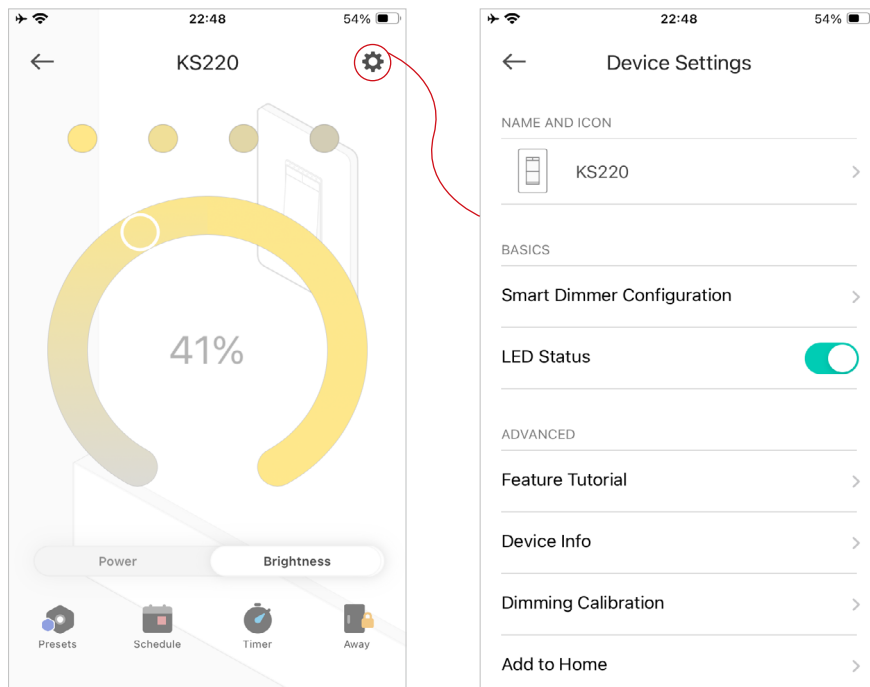 22:48
54%
KS220
41%
Power
Brightness
Presets
Schedule
Timer
Away
22:48
54%
Device Settings
NAME AND ICON
KS220
BASICS
Smart Dimmer Configuration
LED Status
ADVANCED
Feature Tutorial
Device Info
Dimming Calibration
Add to Home